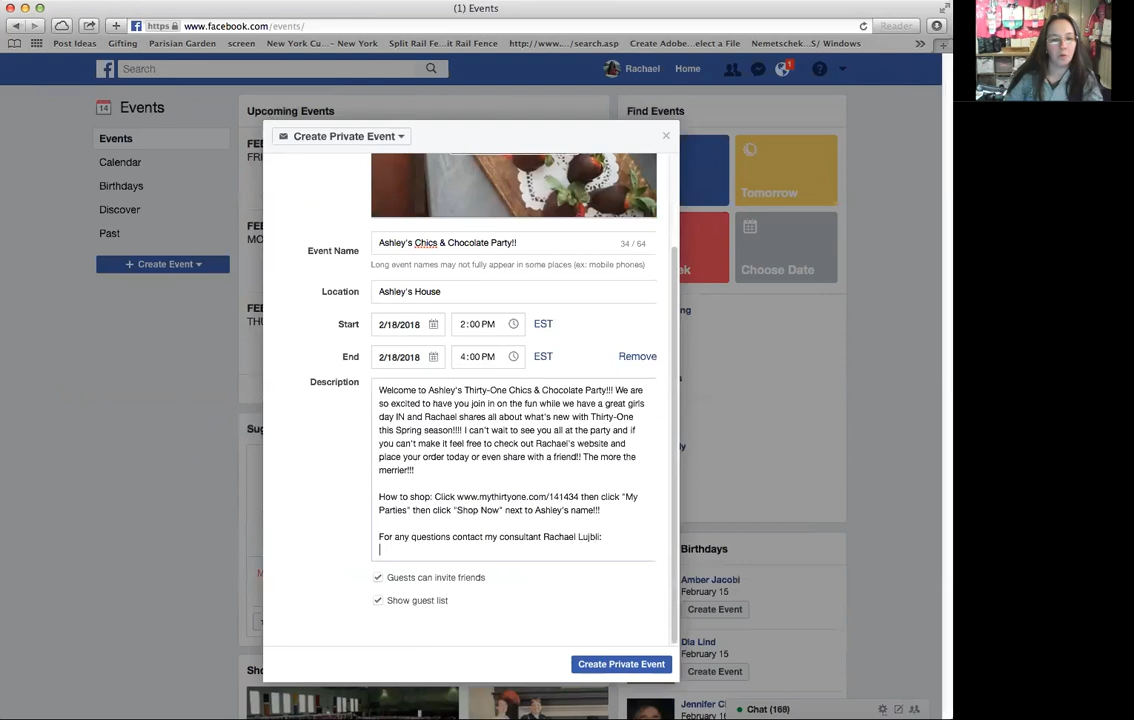 (1) Events
https www.facebook.com/events/
Reader
Post Ideas Gifting Parisian Garden screen New York Cu... - New York Split Rail Fe...it Rail Fence http://www.../search.asp Create Adobe...elect a File Nemetschek...S/ Windows
Search
Rachael Home 1
14 Events
Events
Calendar
Birthdays
Discover
Past
+ Create Event
Upcoming Events
Find Events
Tomorrow
Choose Date
Create Private Event
Event Name Ashley's Chics & Chocolate Party!! 34 / 64
Long event names may not fully appear in some places (ex: mobile phones)
Location Ashley's House
Start 2/18/2018 2:00 PM EST
End 2/18/2018 4:00 PM EST Remove
Description
Welcome to Ashley's Thirty-One Chics & Chocolate Party!!! We are
so excited to have you join in on the fun while we have a great girls
day IN and Rachael shares all about what's new with Thirty-One
this Spring season!!!! I can't wait to see you all at the party and if
you can't make it feel free to check out Rachael's website and
place your order today or even share with a friend!! The more the
merrier!!!
How to shop: Click www.mythirtyone.com/141434 then click "My
Parties" then click "Shop Now" next to Ashley's name!!!
For any questions contact my consultant Rachael Lujbli:
Guests can invite friends
Show guest list
Create Private Event
Birthdays
Amber Jacobi
February 15
Create Event
Dia Lind
February 15
Create Event
Chat (168)